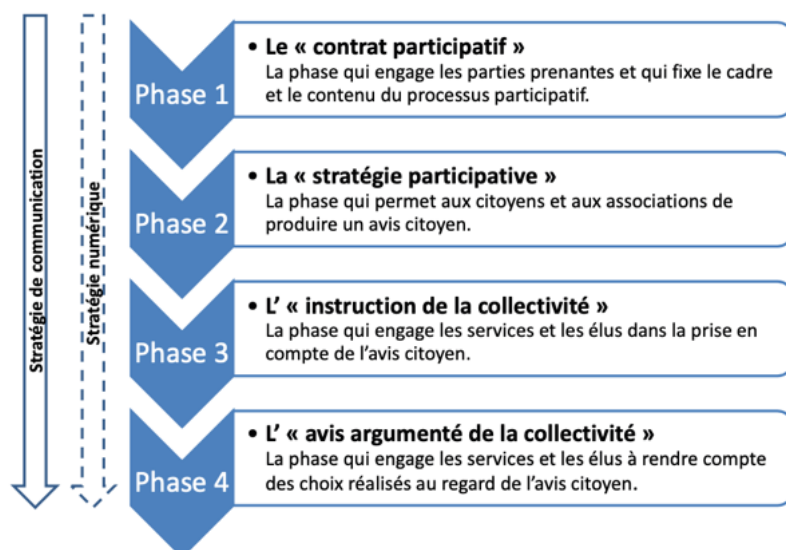 Stratégie de communication
Stratégie numérique
Phase 1
• Le « contrat participatif »
La phase qui engage les parties prenantes et qui fixe le cadre
et le contenu du processus participatif.
Phase 2
• La « stratégie participative »
La phase qui permet aux citoyens et aux associations de
produire un avis citoyen.
Phase 3
• L’ « instruction de la collectivité »
La phase qui engage les services et les élus dans la prise en
compte de l’avis citoyen.
Phase 4
• L’ « avis argumenté de la collectivité »
La phase qui engage les services et les élus à rendre compte
des choix réalisés au regard de l’avis citoyen.